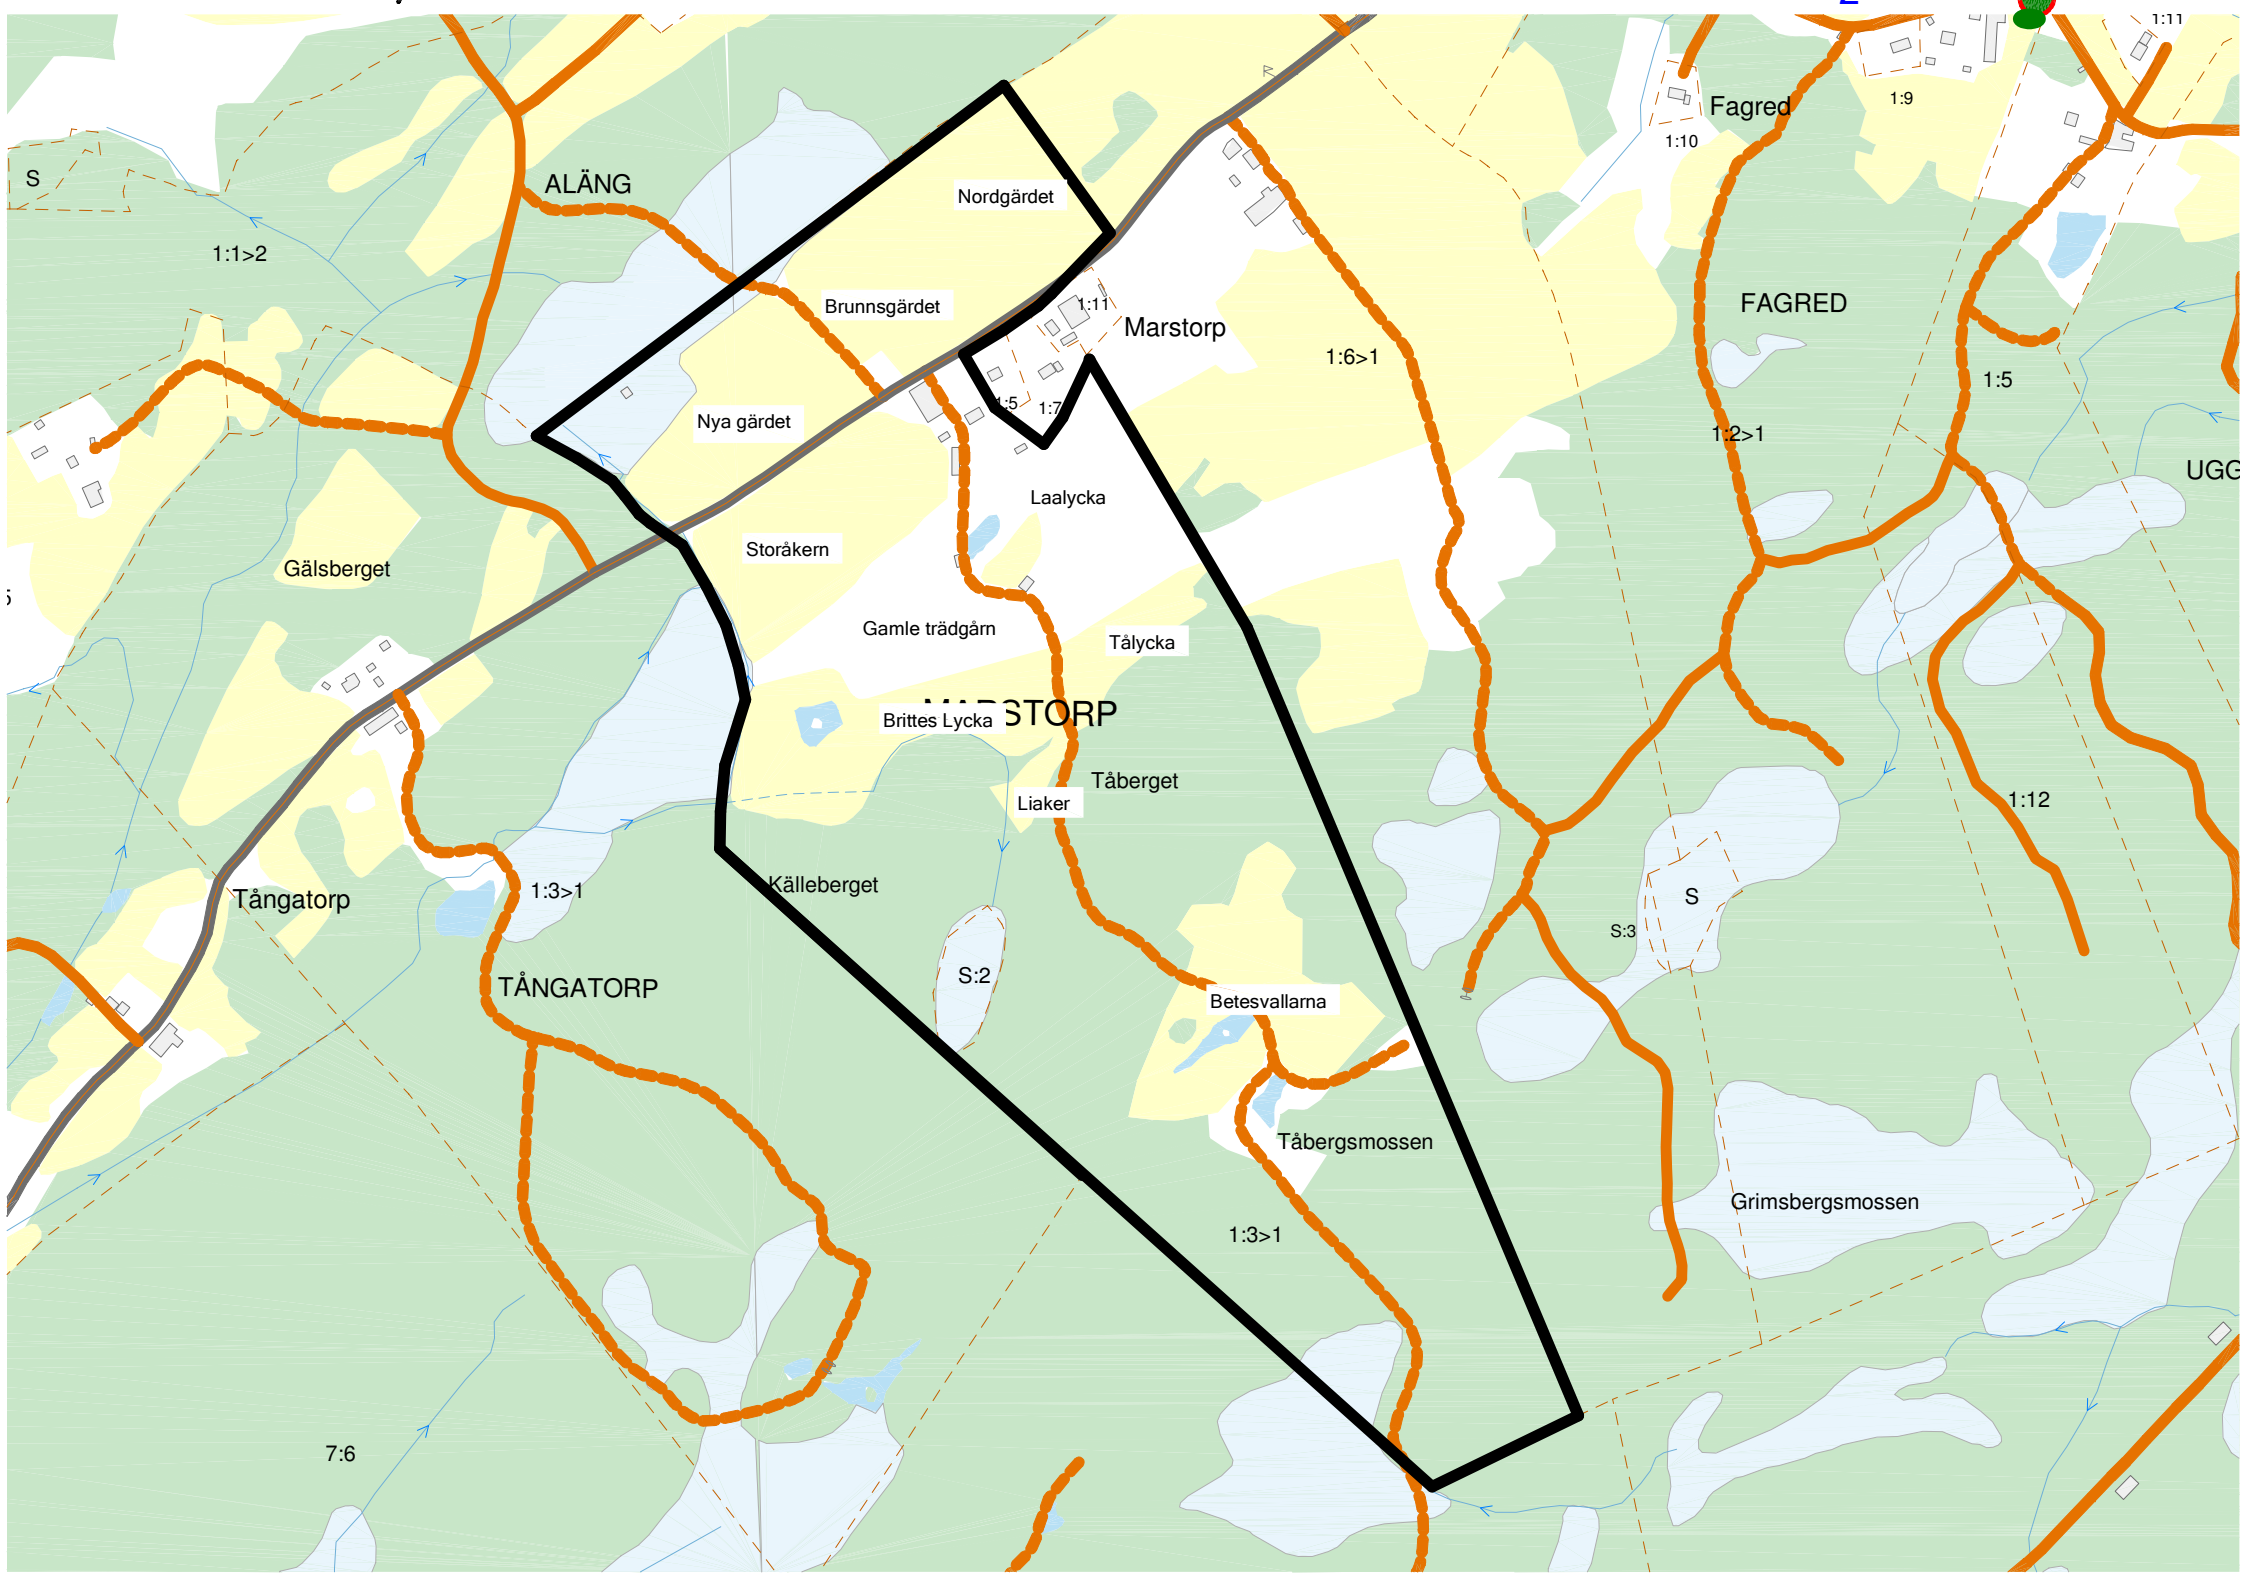 2
1:11
Fagred
1:9
1:10
S
ALÄNG
Nordgärdet
1:1>2
Brunnsgärdet
1:11
Marstorp
FAGRED
1:6>1
1:5
1:5
1:7
Nya gärdet
1:2>1
UGG
Laalycka
Storåkern
Gälsberget
5
Gamle trädgårn
Tålycka
MARSTORP
Brittes Lycka
Tåberget
Liaker
1:12
Källeberget
1:3>1
Tångatorp
S
S:3
S:2
TÅNGATORP
Betesvallarna
Tåbergsmossen
Grimsbergsmossen
1:3>1
7:6